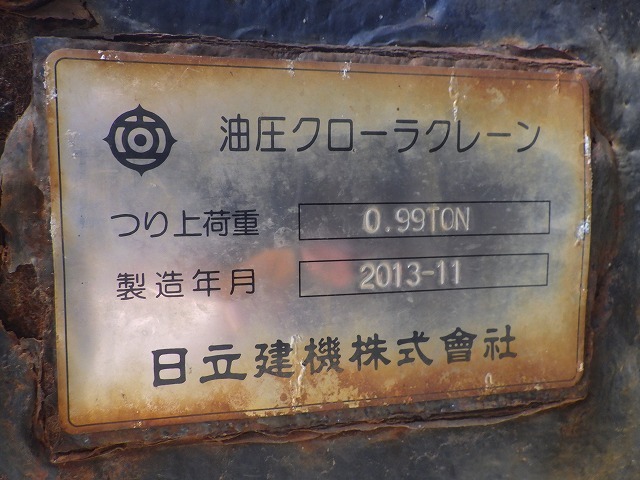 油圧クローラクレーン
つり上荷重 0.99TON
製造年月 2013-11
日立建機株式會社